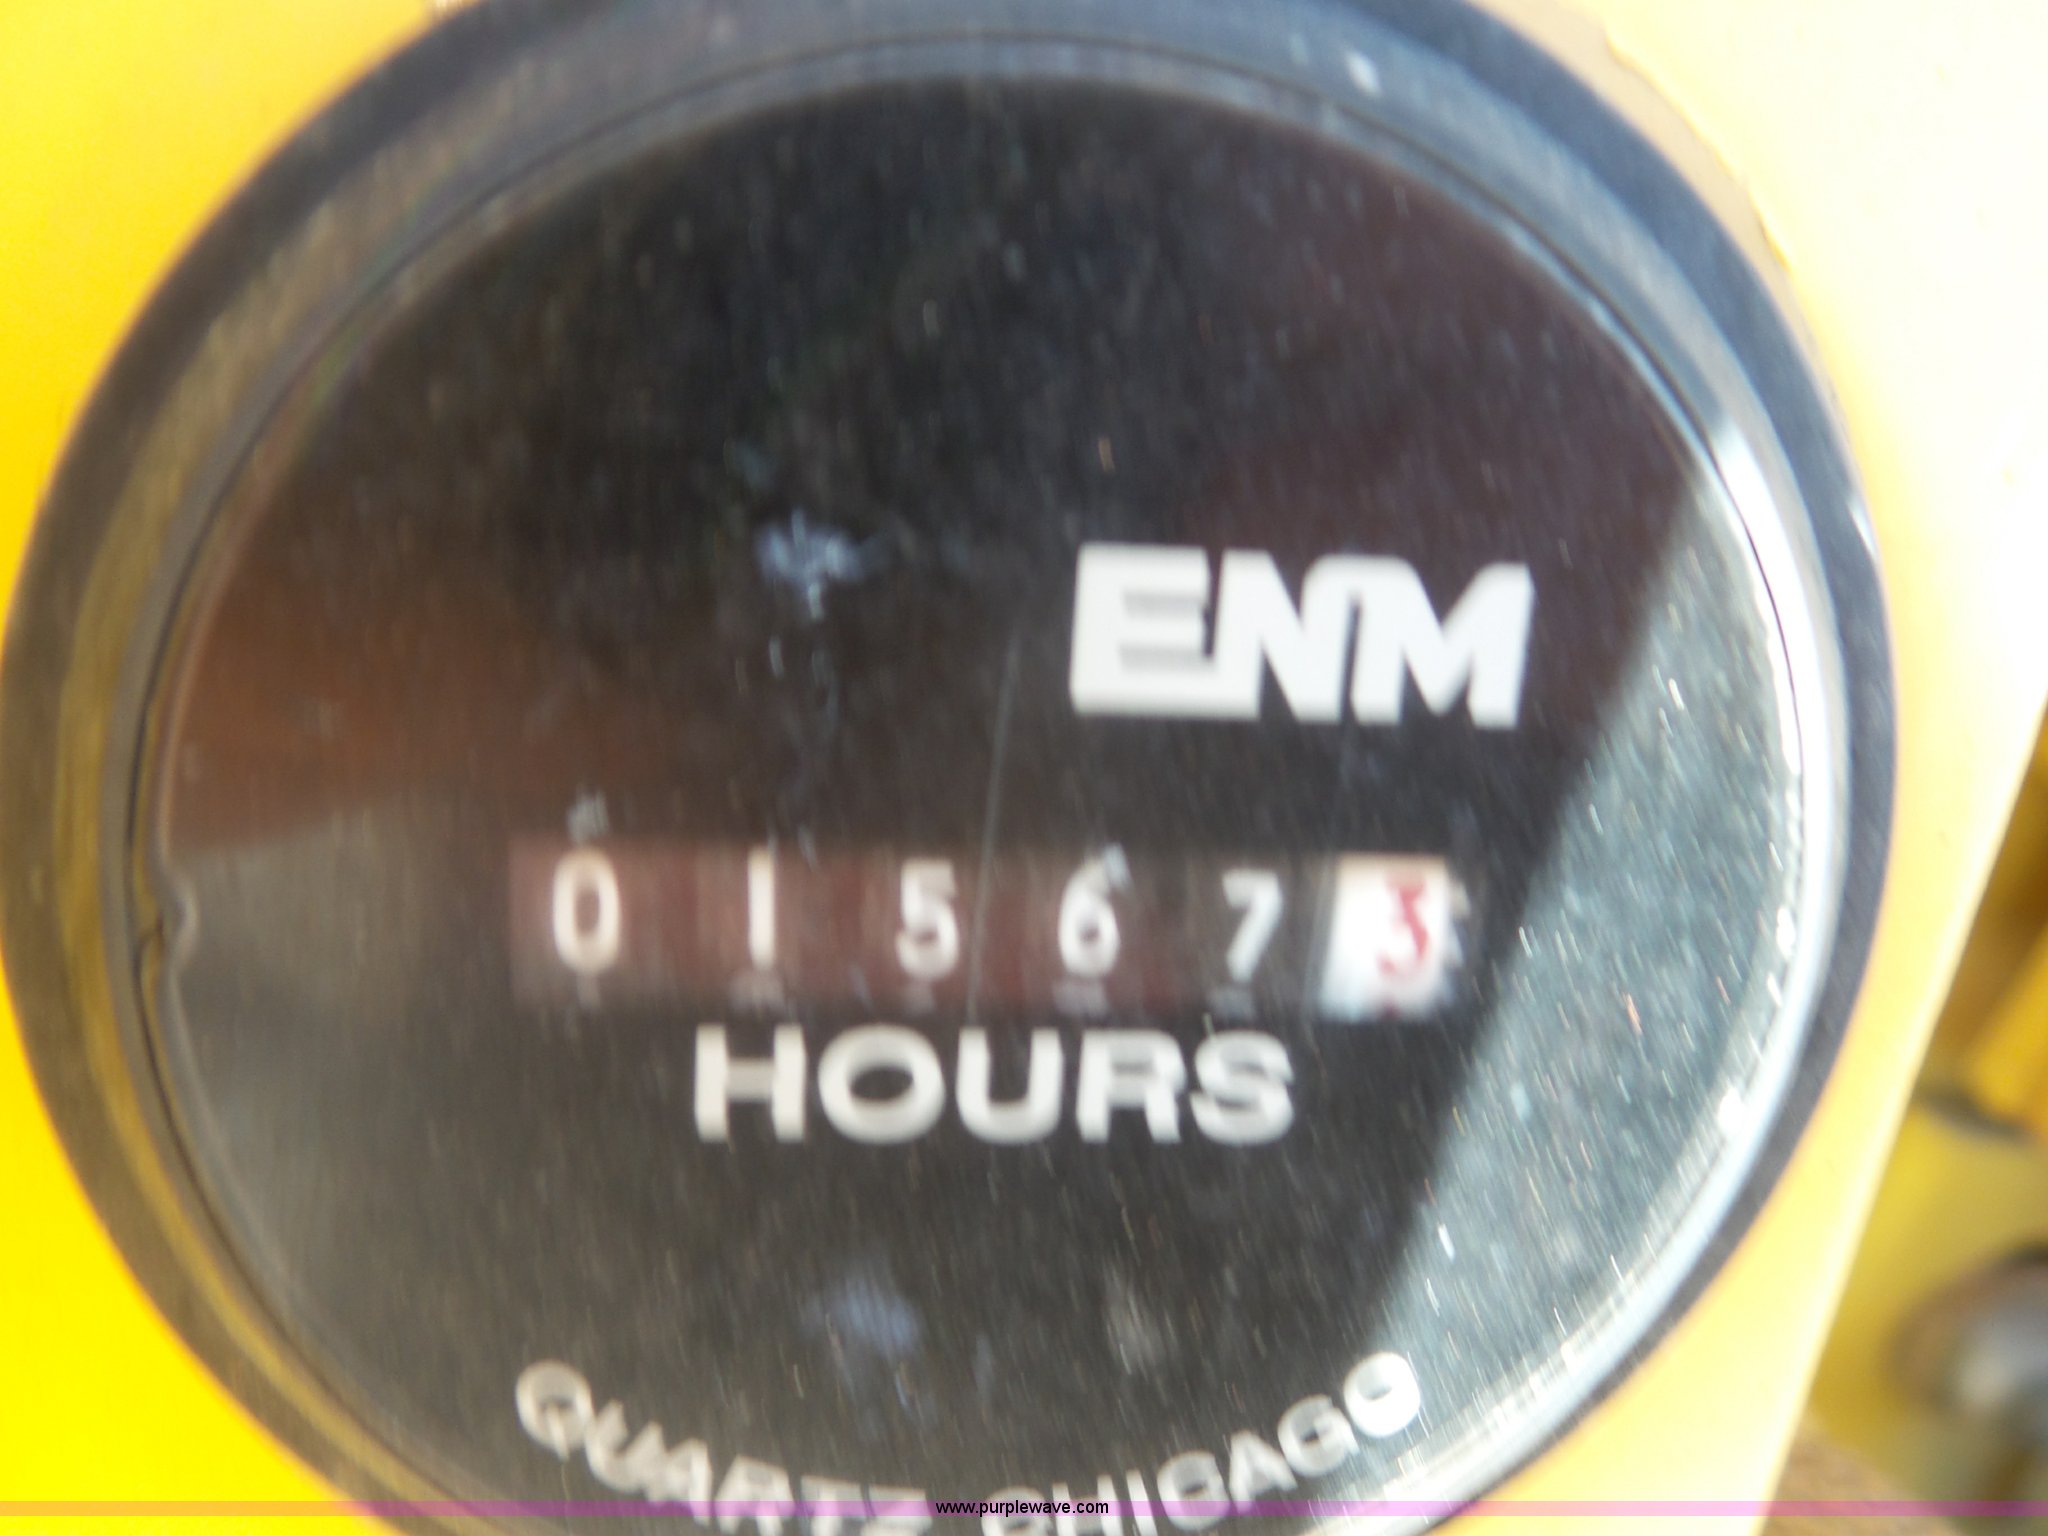 ENM
015673
HOURS
QUARTZ CHICAGO
www.purplewave.com